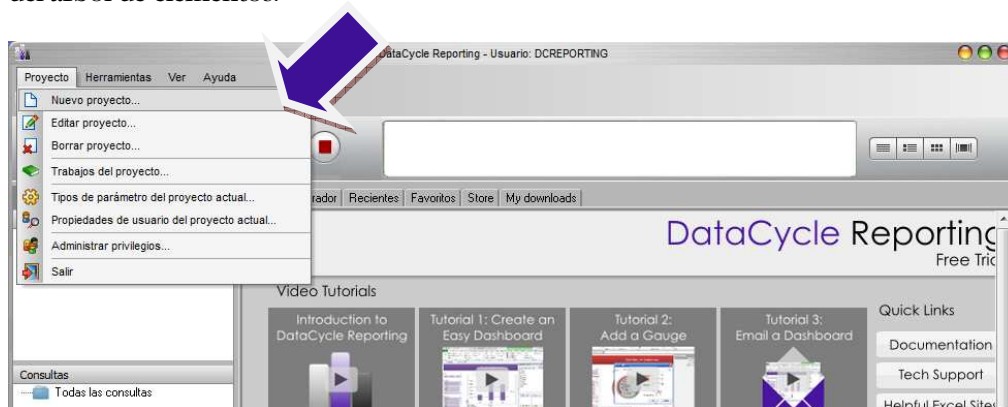 del árbol de elementos.
DataCycle Reporting - Usuario: DCREPORTING
Proyecto Herramientas Ver Ayuda
Nuevo proyecto...
Editar proyecto...
Borrar proyecto...
Trabajos del proyecto...
Tipos de parámetro del proyecto actual...
Propiedades de usuario del proyecto actual...
Administrar privilegios...
Salir
Recientes Favoritos Store My downloads
DataCycle Reporting
Free
Video Tutorials
Introduction to
DataCycle Reporting
Tutorial 1: Create an
Easy Dashboard
Tutorial 2:
Add a Gauge
Tutorial 3:
Email a Dashboard
Quick Links
Documentation
Tech Support
Helpful Excel Sites
Consultas
Todas las consultas